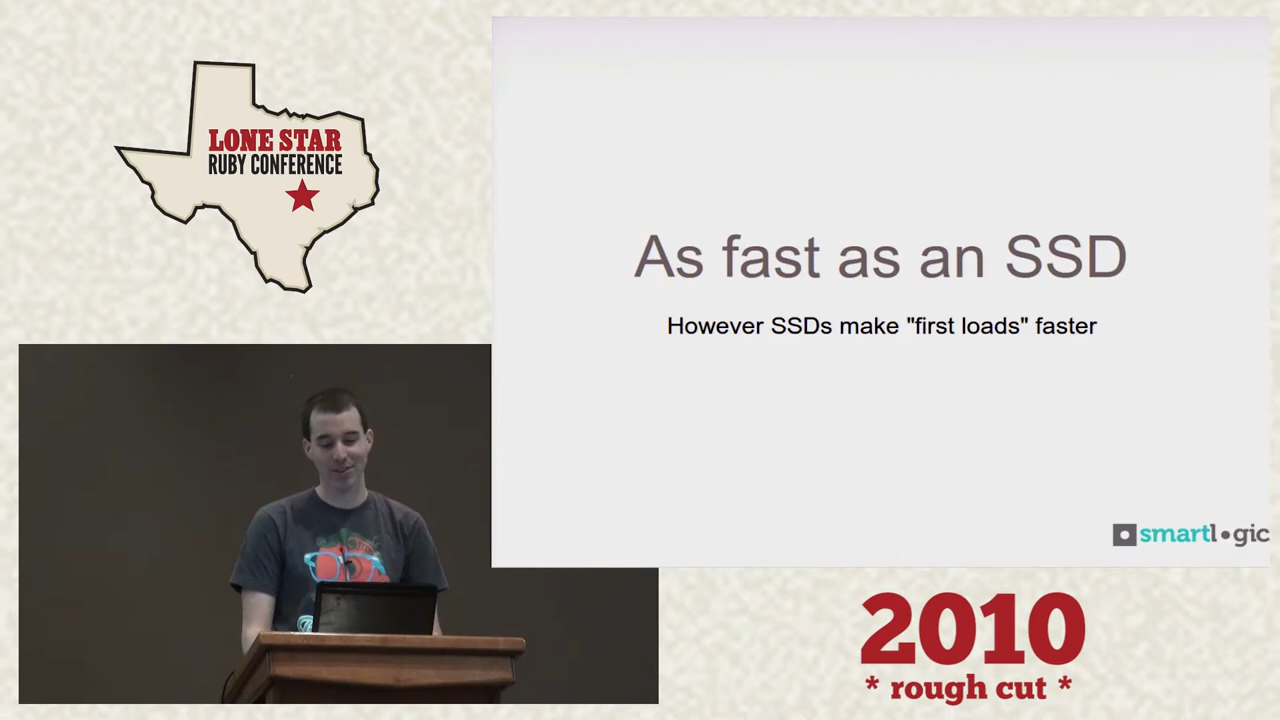 LONE STAR
RUBY CONFERENCE
As fast as an SSD
However SSDs make "first loads" faster
smartlogic
2010
* rough cut *